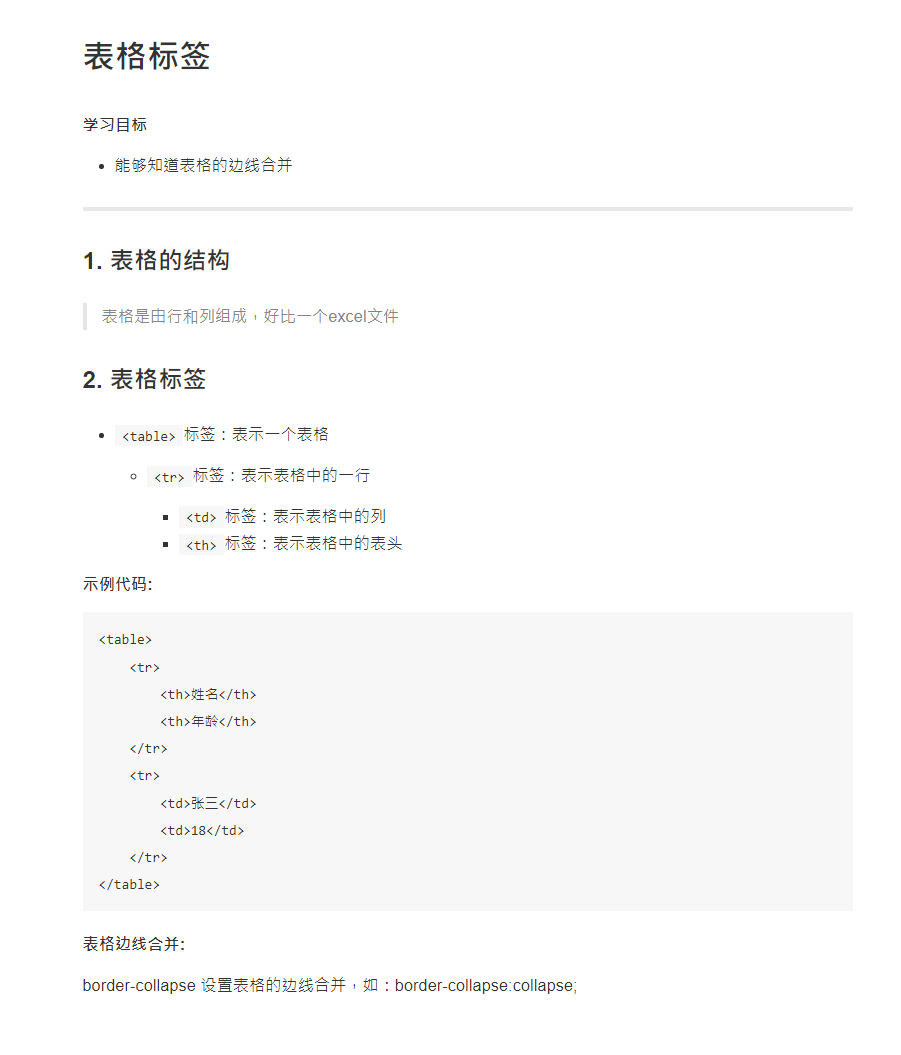 表格标签
学习目标
能够知道表格的边线合并
1. 表格的结构
表格是由行和列组成，好比一个excel文件
2. 表格标签
<table> 标签：表示一个表格
<tr> 标签：表示表格中的一行
<td> 标签：表示表格中的列
<th> 标签：表示表格中的表头
示例代码:
<table>
    <tr>
        <th>姓名</th>
        <th>年龄</th>
    </tr>
    <tr>
        <td>张三</td>
        <td>18</td>
    </tr>
</table>
表格边线合并:
border-collapse 设置表格的边线合并，如：border-collapse:collapse;